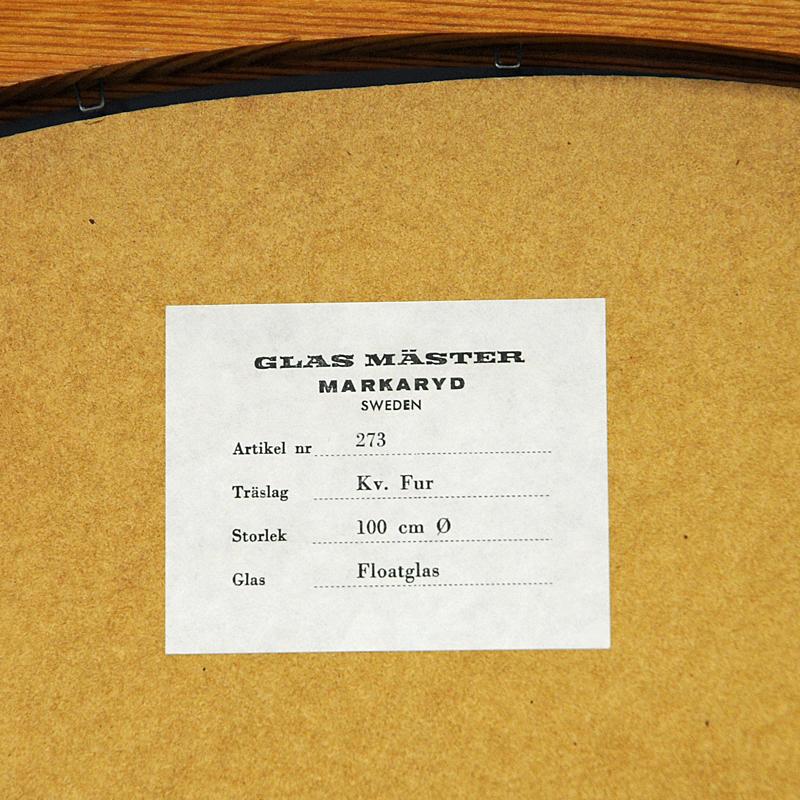 GLAS MÄSTER
MARKARYD
SWEDEN
Artikel nr 273
Träslag Kv. Fur
Storlek 100 cm Ø
Glas Floatglas